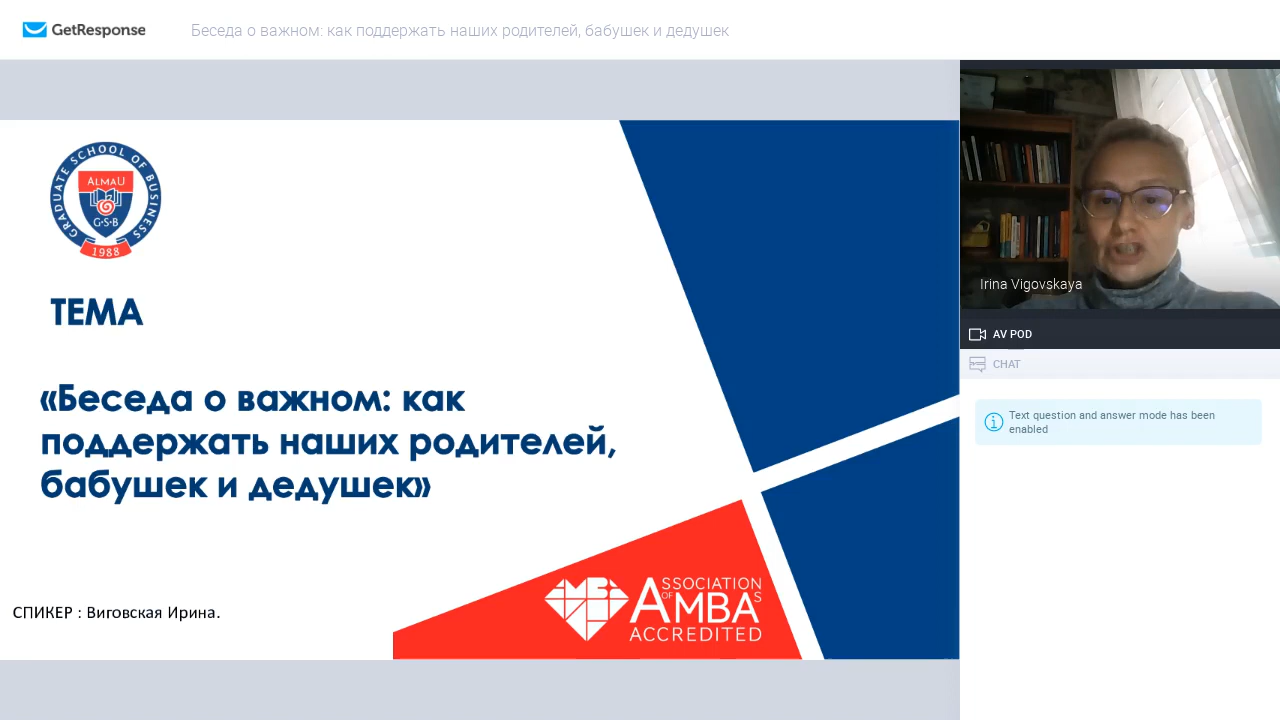 GetResponse
Беседа о важном: как поддержать наших родителей, бабушек и дедушек
GRADUATE SCHOOL OF BUSINESS
ALMAU
G·S·B
1988
ТЕМА
«Беседа о важном: как
поддержать наших родителей,
бабушек и дедушек»
СПИКЕР : Виговская Ирина.
ASSOCIATION
OF AMBAs
ACCREDITED
Irina Vigovskaya
AV POD
CHAT
Text question and answer mode has been
enabled